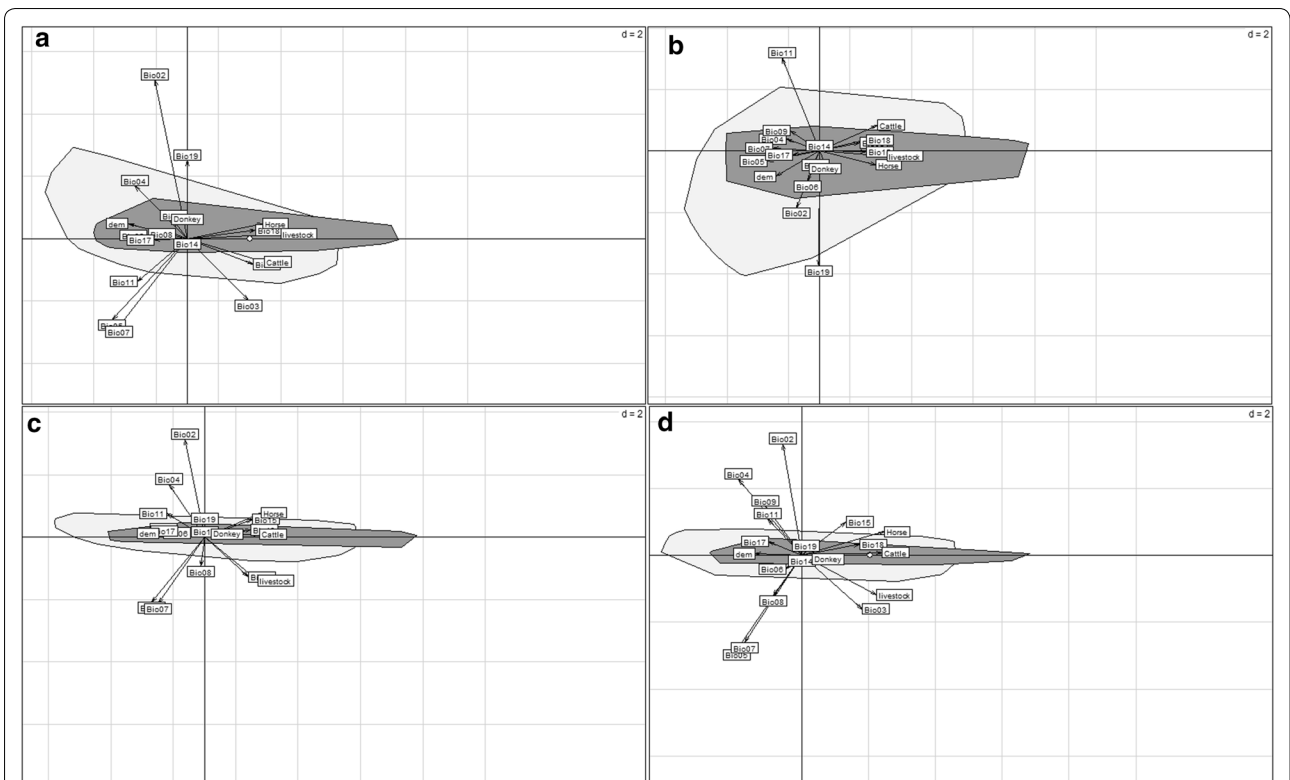 a
d = 2
Bio02
Bio19
Bio04
Donkey
dem
Horse
Bio08
Bio18
livestock
Bio17
Bio14
Cattle
Bio11
Bio03
Bio07
b
d = 2
Bio11
Cattle
Bio09
Bio04
Bio18
Bio14
Bio17
livestock
Bio05
Horse
Donkey
dem
Bio06
Bio02
Bio19
c
d = 2
Bio02
Bio04
Bio11
Horse
Bio19
Bio15
dem
Donkey
Cattle
Bio08
livestock
Bio07
d
d = 2
Bio02
Bio04
Bio09
Bio11
Bio15
Horse
Bio17
Bio19
Bio18
dem
Cattle
Bio14
Donkey
Bio06
livestock
Bio08
Bio03
Bio07
Bio05